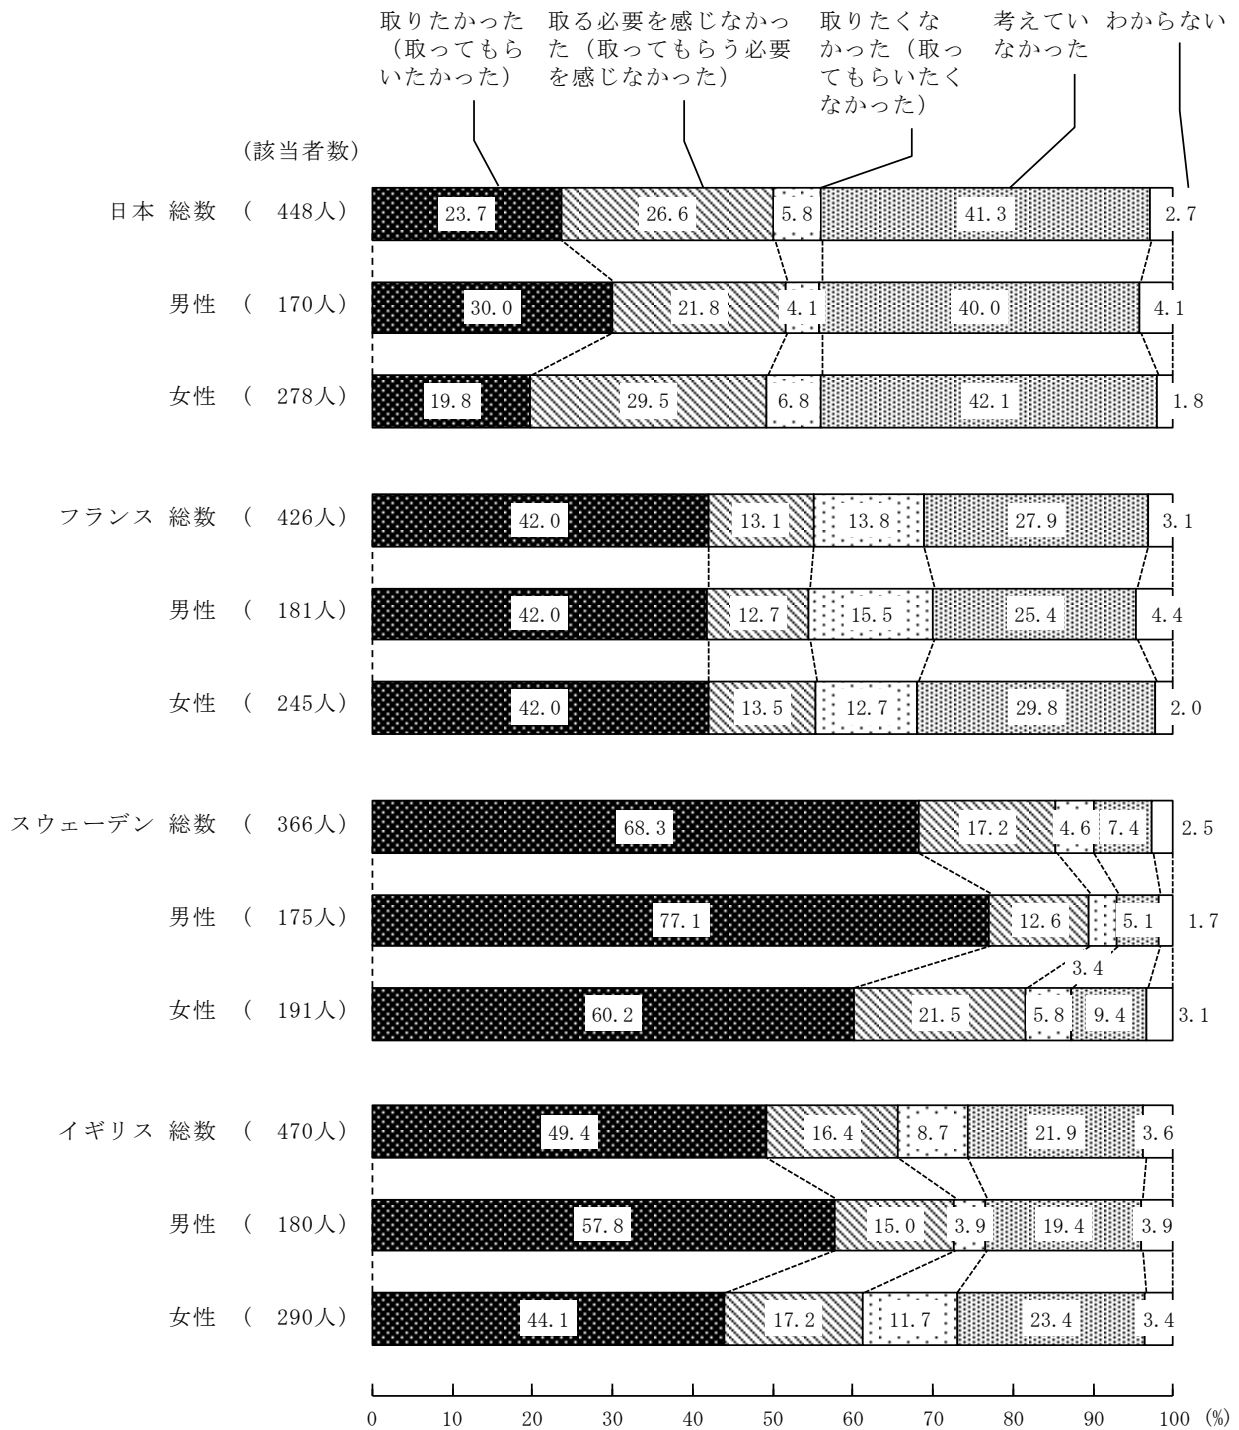 取りたかった
（取ってもら
いたかった）
取る必要を感じなかっ
た（取ってもらう必要
を感じなかった）
取りたくな
かった（取っ
てもらいたく
なかった）
考えてい
なかった
わからない
（該当者数）
日本 総数 （ 448人） 23.7 26.6 5.8 41.3 2.7
男性 （ 170人） 30.0 21.8 4.1 40.0 4.1
女性 （ 278人） 19.8 29.5 6.8 42.1 1.8
フランス 総数 （ 426人） 42.0 13.1 13.8 27.9 3.1
男性 （ 181人） 42.0 12.7 15.5 25.4 4.4
女性 （ 245人） 42.0 13.5 12.7 29.8 2.0
スウェーデン 総数 （ 366人） 68.3 17.2 4.6 7.4 2.5
男性 （ 175人） 77.1 12.6 5.1 1.7
3.4
女性 （ 191人） 60.2 21.5 5.8 9.4 3.1
イギリス 総数 （ 470人） 49.4 16.4 8.7 21.9 3.6
男性 （ 180人） 57.8 15.0 3.9 19.4 3.9
女性 （ 290人） 44.1 17.2 11.7 23.4 3.4
0 10 20 30 40 50 60 70 80 90 100 (%)